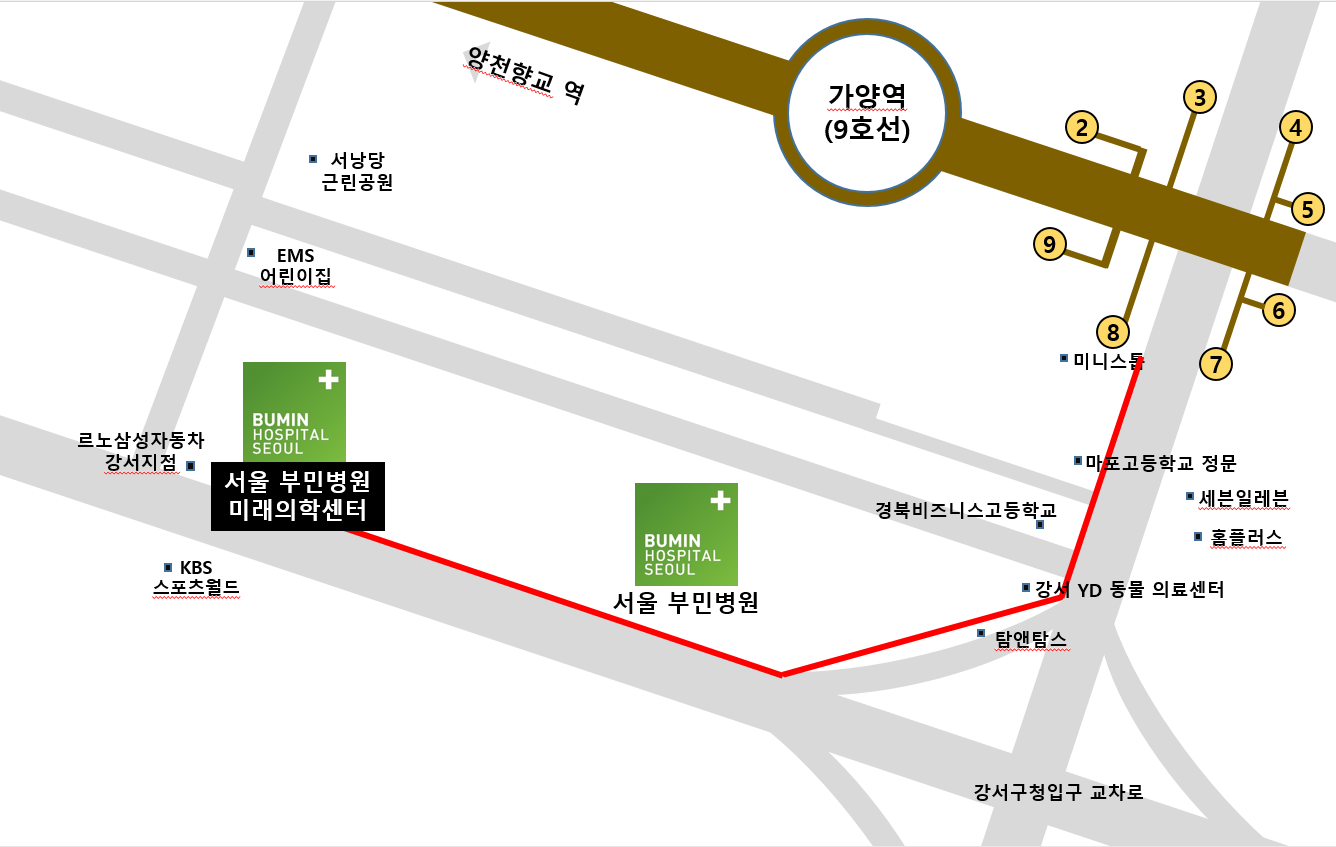 양천향교 역
가양역
(9호선)
2
3
4
5
9
8
6
7
서낭당
근린공원
EMS
어린이집
미니스톱
BUMIN
HOSPITAL
SEOUL
서울 부민병원
미래의학센터
르노삼성자동차
강서지점
KBS
스포츠월드
BUMIN
HOSPITAL
SEOUL
서울 부민병원
마포고등학교 정문
세븐일레븐
경북비즈니스고등학교
홈플러스
강서 YD 동물 의료센터
탐앤탐스
강서구청입구 교차로